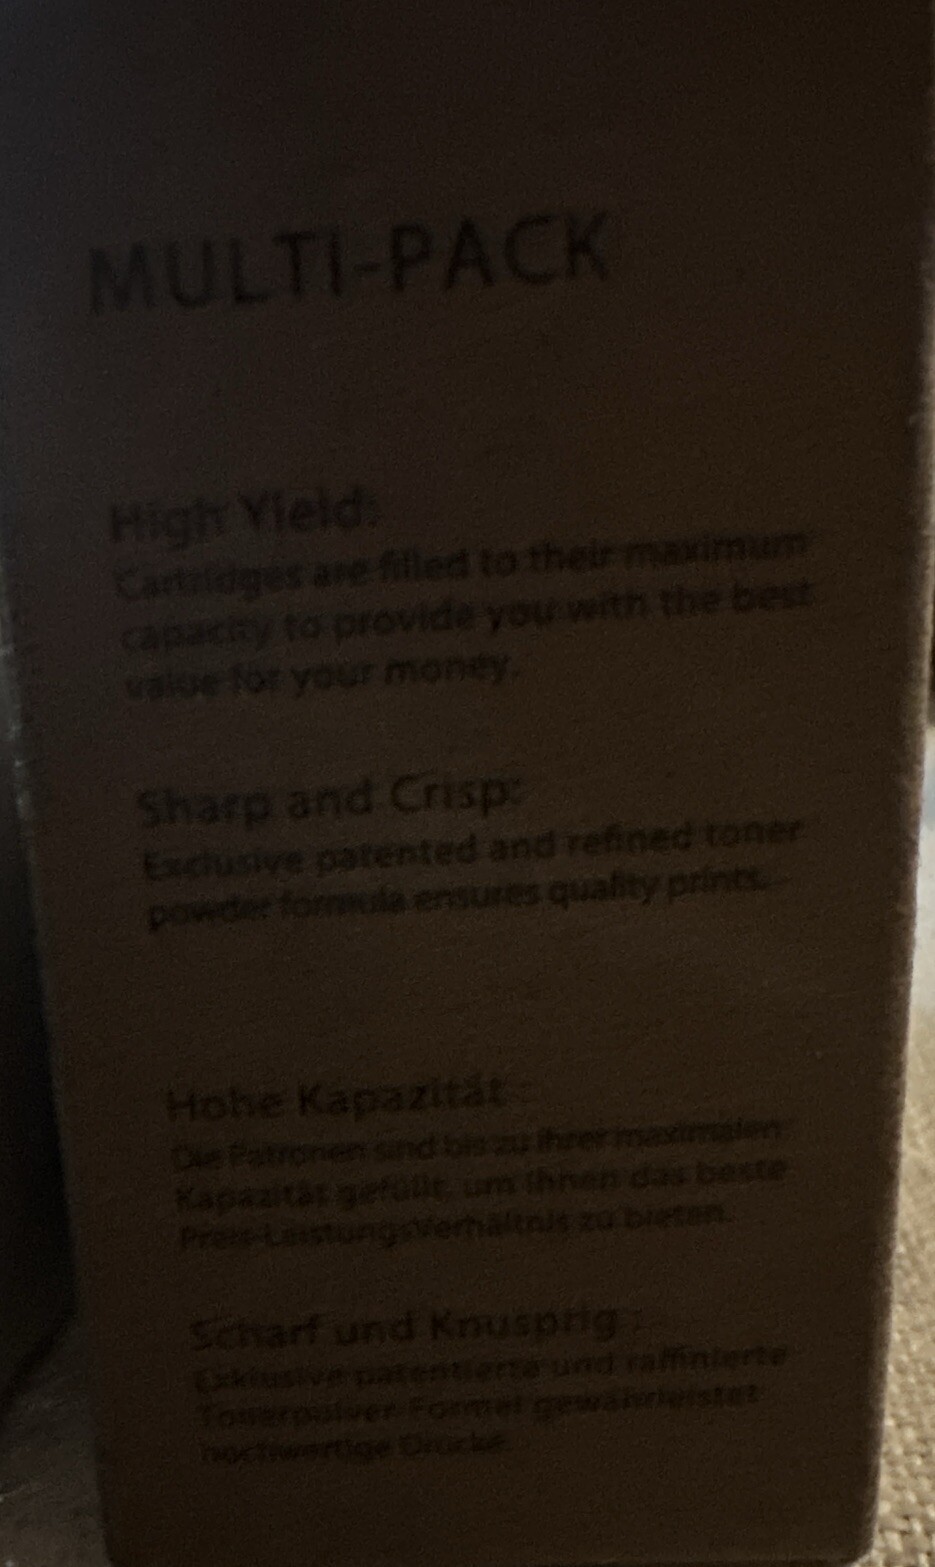 MULTI-PACK
High Yield:
Cartridges are filled to their maximum
capacity to provide you with the best
value for your money.
Sharp and Crisp:
Exclusive patented and refined toner
powder formula ensures quality prints.
Hohe Kapazität :
Die Patronen sind bis zu ihrer maximalen
Kapazität gefüllt, um Ihnen das beste
Preis-LeistungsVerhältnis zu bieten.
Scharf und Knusprig :
Exklusive patentierte und raffinierte
Tonerpulver-Formel gewährleistet
hochwertige Drucke